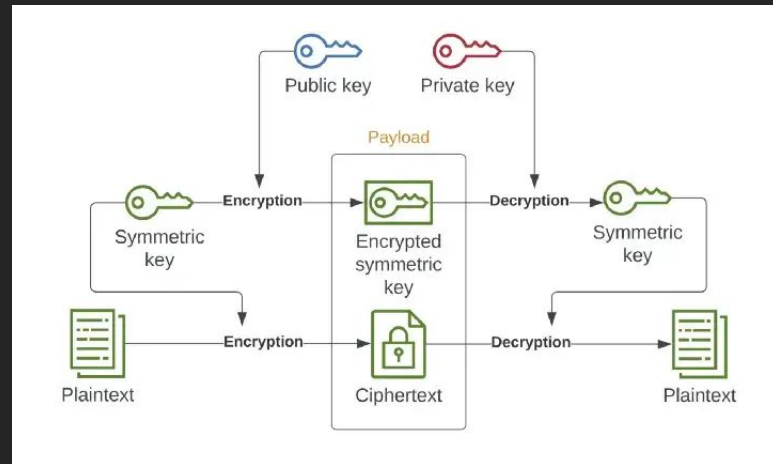 Public key
Private key
Payload
Encryption
Decryption
Symmetric
key
Encrypted
symmetric
key
Symmetric
key
Encryption
Decryption
Plaintext
Ciphertext
Plaintext